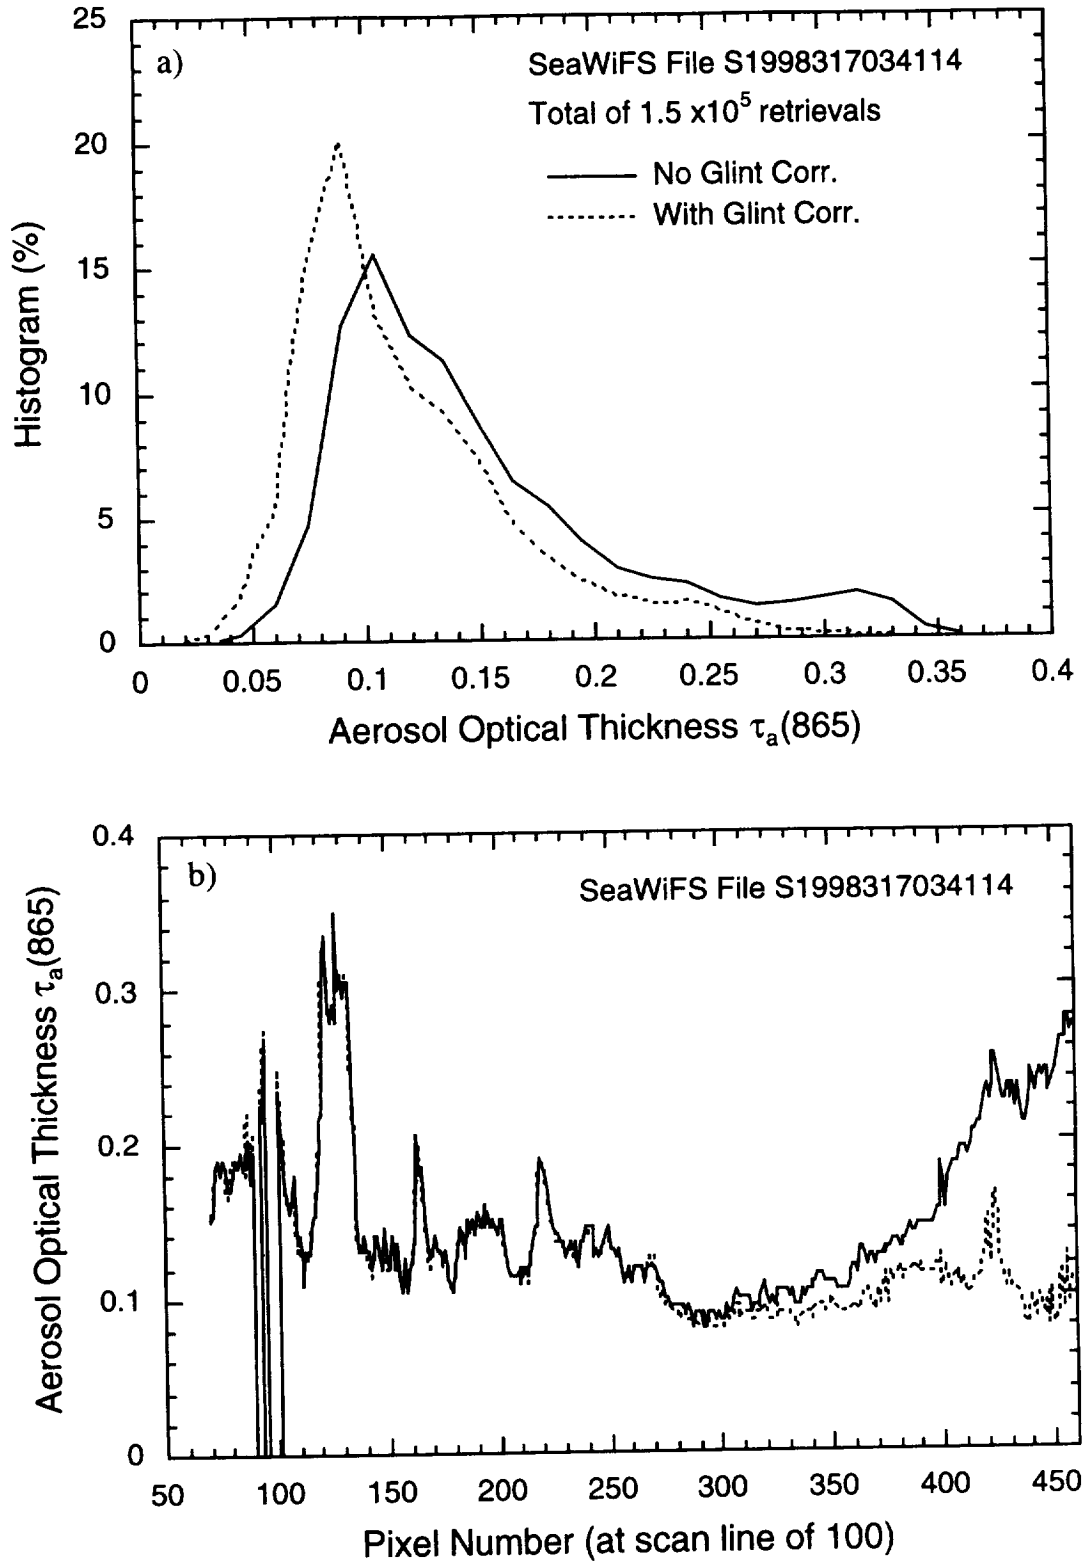 a)
SeaWiFS File S1998317034114
Total of 1.5 x10⁵ retrievals
No Glint Corr.
With Glint Corr.
Histogram (%)
25
20
15
10
5
0
0 0.05 0.1 0.15 0.2 0.25 0.3 0.35 0.4
Aerosol Optical Thickness τₐ(865)
b)
SeaWiFS File S1998317034114
Aerosol Optical Thickness τₐ(865)
0.4
0.3
0.2
0.1
0
50 100 150 200 250 300 350 400 450
Pixel Number (at scan line of 100)